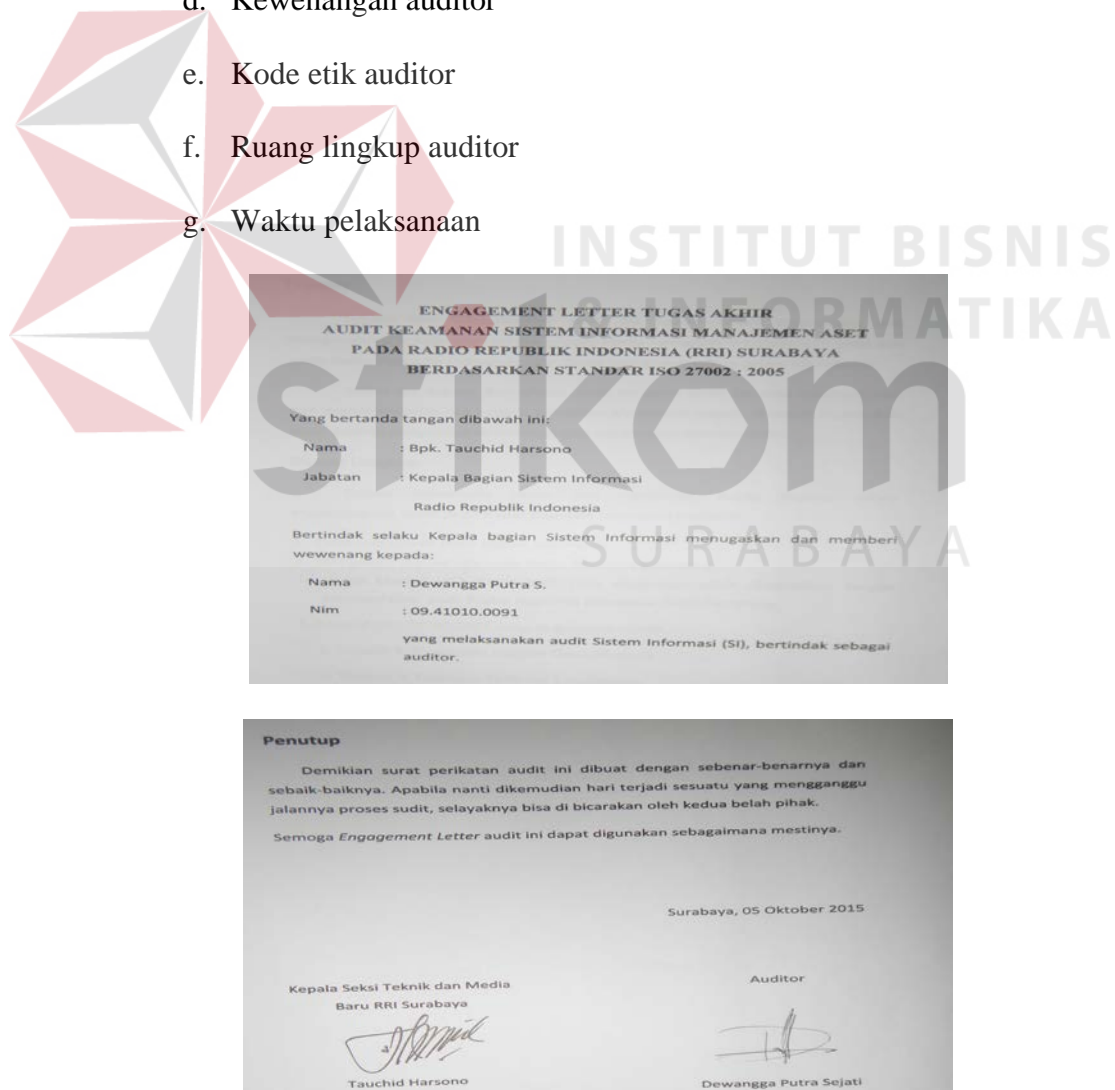 d. Kewenangan auditor
e. Kode etik auditor
f. Ruang lingkup auditor
g. Waktu pelaksanaan
INSTITUT BISNIS
& INFORMATIKA
stikom
SURABAYA
ENGAGEMENT LETTER TUGAS AKHIR
AUDIT KEAMANAN SISTEM INFORMASI MANAJEMEN ASET
PADA RADIO REPUBLIK INDONESIA (RRI) SURABAYA
BERDASARKAN STANDAR ISO 27002 : 2005
Yang bertanda tangan dibawah ini:
Nama : Bpk. Tauchid Harsono
Jabatan : Kepala Bagian Sistem Informasi
Radio Republik Indonesia
Bertindak selaku Kepala bagian Sistem Informasi menugaskan dan memberi
wewenang kepada:
Nama : Dewangga Putra S.
Nim : 09.41010.0091
yang melaksanakan audit Sistem Informasi (SI), bertindak sebagai
auditor.
Penutup
Demikian surat perikatan audit ini dibuat dengan sebenar-benarnya dan
sebaik-baiknya. Apabila nanti dikemudian hari terjadi sesuatu yang mengganggu
jalannya proses sudit, selayaknya bisa di bicarakan oleh kedua belah pihak.
Semoga Engagement Letter audit ini dapat digunakan sebagaimana mestinya.
Surabaya, 05 Oktober 2015
Kepala Seksi Teknik dan Media
Baru RRI Surabaya
Auditor
Tauchid Harsono
Dewangga Putra Sejati